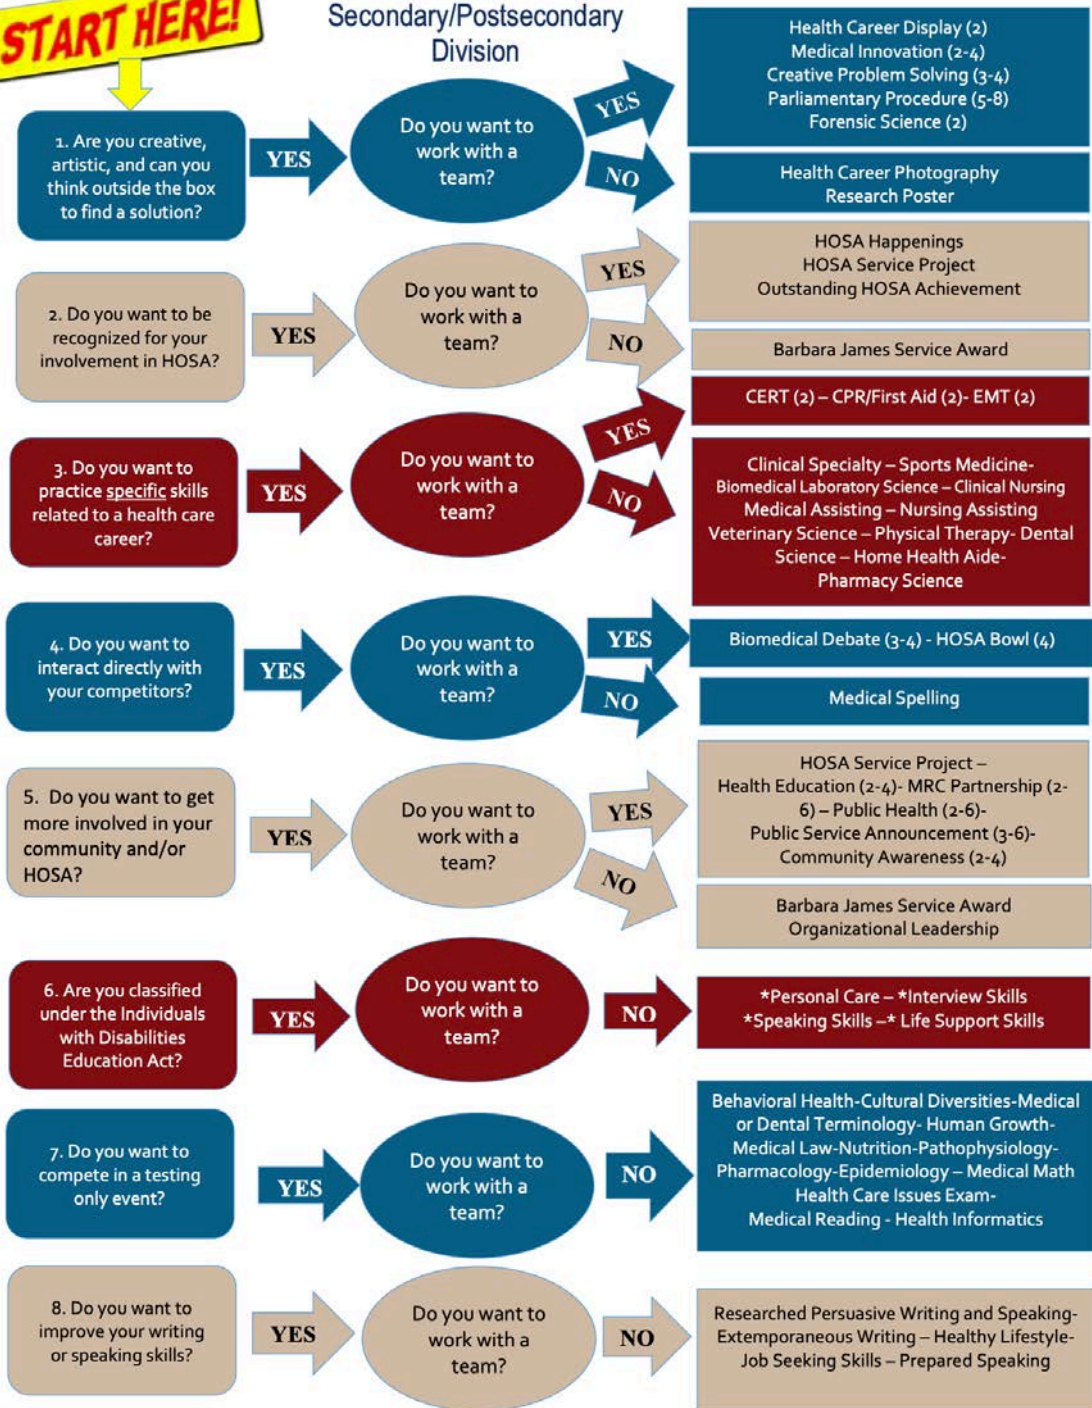 START HERE!
Secondary/Postsecondary
Division
1. Are you creative,
artistic, and can you
think outside the box
to find a solution?
YES
Do you want to
work with a
team?
YES
Health Career Display (2)
Medical Innovation (2-4)
Creative Problem Solving (3-4)
Parliamentary Procedure (5-8)
Forensic Science (2)
NO
Health Career Photography
Research Poster
2. Do you want to be
recognized for your
involvement in HOSA?
YES
Do you want to
work with a
team?
YES
HOSA Happenings
HOSA Service Project
Outstanding HOSA Achievement
NO
Barbara James Service Award
3. Do you want to
practice specific skills
related to a health care
career?
YES
Do you want to
work with a
team?
YES
CERT (2) – CPR/First Aid (2)- EMT (2)
NO
Clinical Specialty – Sports Medicine-
Biomedical Laboratory Science – Clinical Nursing
Medical Assisting – Nursing Assisting
Veterinary Science – Physical Therapy- Dental
Science – Home Health Aide-
Pharmacy Science
4. Do you want to
interact directly with
your competitors?
YES
Do you want to
work with a
team?
YES
Biomedical Debate (3-4) - HOSA Bowl (4)
NO
Medical Spelling
5. Do you want to get
more involved in your
community and/or
HOSA?
YES
Do you want to
work with a
team?
YES
HOSA Service Project –
Health Education (2-4)- MRC Partnership (2-
6) – Public Health (2-6)-
Public Service Announcement (3-6)-
Community Awareness (2-4)
NO
Barbara James Service Award
Organizational Leadership
6. Are you classified
under the Individuals
with Disabilities
Education Act?
YES
Do you want to
work with a
team?
NO
*Personal Care – *Interview Skills
*Speaking Skills –* Life Support Skills
7. Do you want to
compete in a testing
only event?
YES
Do you want to
work with a
team?
NO
Behavioral Health-Cultural Diversities-Medical
or Dental Terminology- Human Growth-
Medical Law-Nutrition-Pathophysiology-
Pharmacology-Epidemiology – Medical Math
Health Care Issues Exam-
Medical Reading - Health Informatics
8. Do you want to
improve your writing
or speaking skills?
YES
Do you want to
work with a
team?
NO
Researched Persuasive Writing and Speaking-
Extemporaneous Writing – Healthy Lifestyle-
Job Seeking Skills – Prepared Speaking